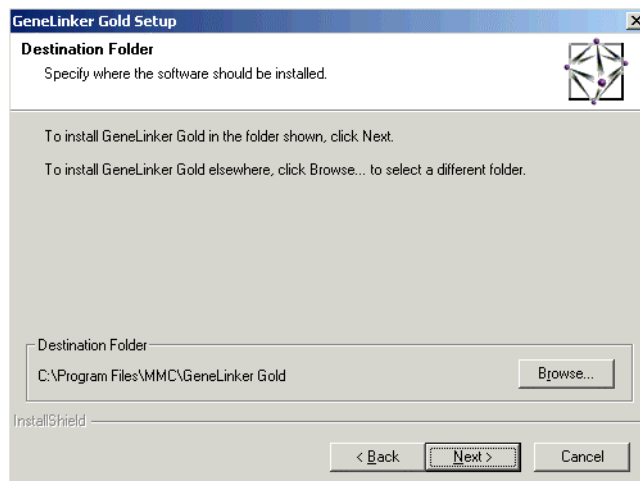 GeneLinker Gold Setup
Destination Folder
Specify where the software should be installed.
To install GeneLinker Gold in the folder shown, click Next.
To install GeneLinker Gold elsewhere, click Browse... to select a different folder.
Destination Folder
C:\Program Files\MMC\GeneLinker Gold
Browse...
InstallShield
< Back
Next >
Cancel